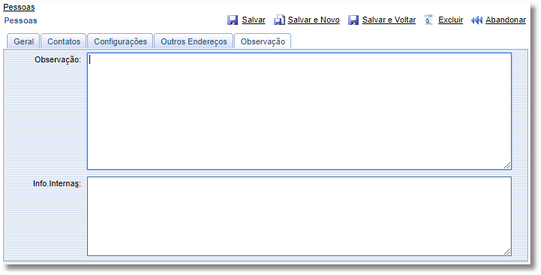 Pessoas
Pessoas Salvar Salvar e Novo Salvar e Voltar Excluir Abandonar
Geral Contatos Configurações Outros Endereços Observação
Observação:
Info.Internas: